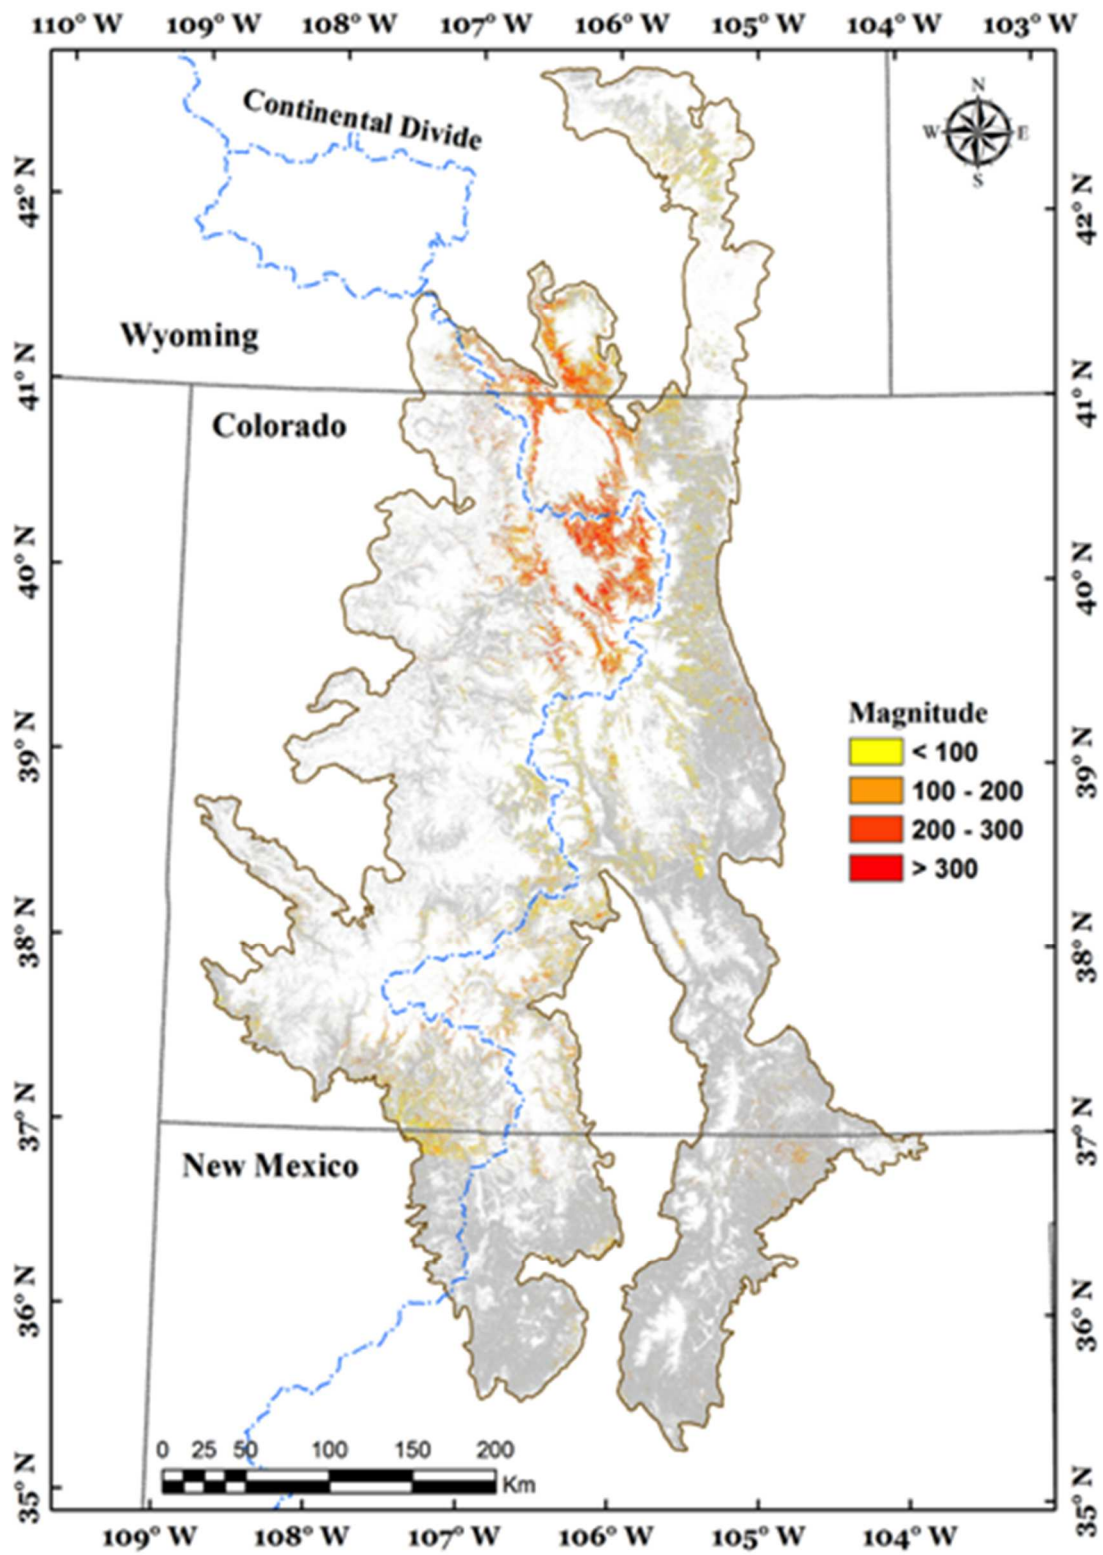 110° W 109° W 108° W 107° W 106° W 105° W 104° W 103° W
Continental Divide
N
W E
S
42° N
42° N
Wyoming
41° N
41° N
Colorado
40° N
40° N
Magnitude
39° N
39° N
< 100
100 - 200
200 - 300
> 300
38° N
38° N
37° N
37° N
New Mexico
36° N
36° N
0 25 50 100 150 200
Km
35° N
35° N
109° W 108° W 107° W 106° W 105° W 104° W